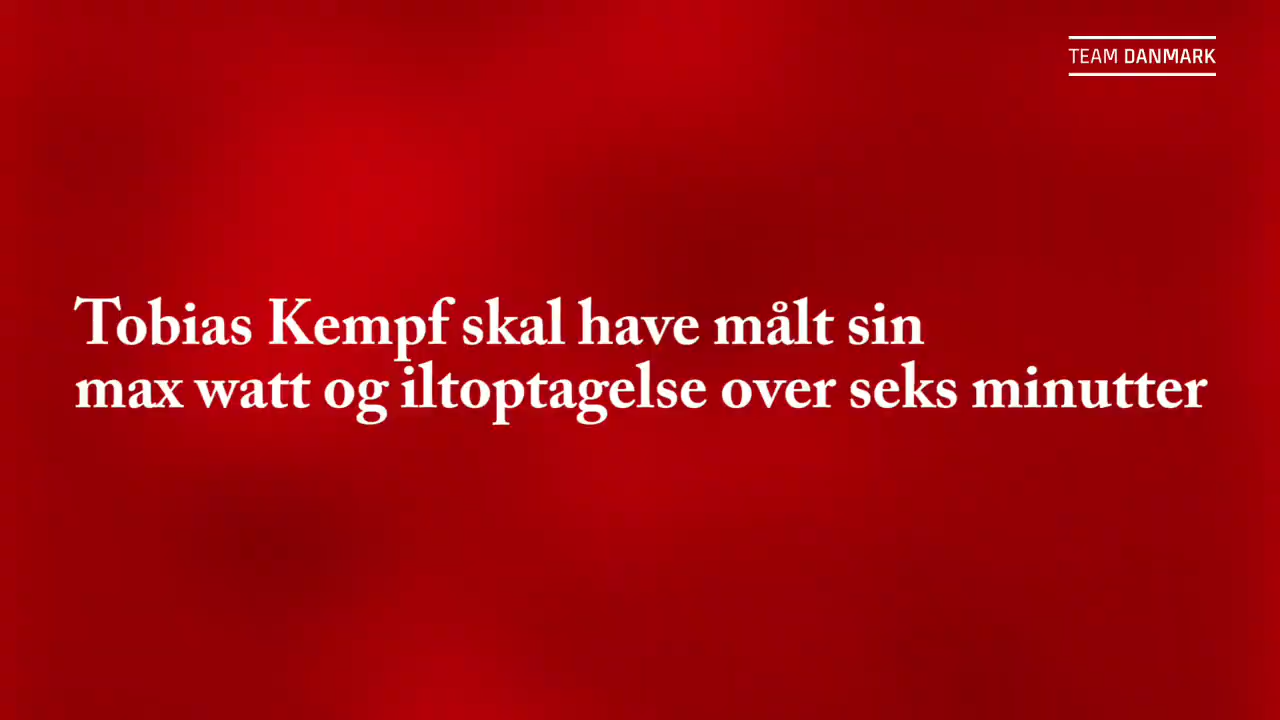 TEAM DANMARK
Tobias Kempf skal have målt sin
max watt og iltoptagelse over seks minutter